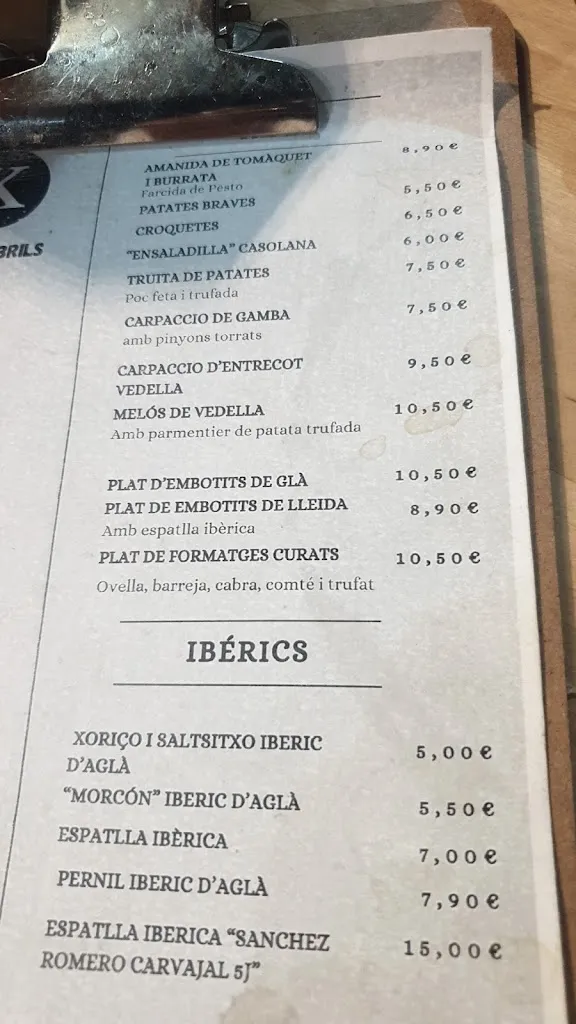 X
BRILS
AMANIDA DE TOMÀQUET 8,90€
I BURRATA
Farcida de Pesto
PATATES BRAVES 5,50€
CROQUETES 6,50€
"ENSALADILLA" CASOLANA 6,00€
TRUITA DE PATATES 7,50€
Poc feta i trufada
CARPACCIO DE GAMBA 7,50€
amb pinyons torrats
CARPACCIO D'ENTRECOT 9,50€
VEDELLA
MELÓS DE VEDELLA 10,50€
Amb parmentier de patata trufada
PLAT D'EMBOTITS DE GLÀ 10,50€
PLAT DE EMBOTITS DE LLEIDA 8,90€
Amb espatlla ibèrica
PLAT DE FORMATGES CURATS 10,50€
Ovella, barreja, cabra, comté i trufat
IBÉRICS
XORIÇO I SALTSITXO IBERIC 5,00€
D'AGLÀ
"MORCÓN" IBERIC D'AGLÀ 5,50€
ESPATLLA IBÈRICA 7,00€
PERNIL IBERIC D'AGLÀ 7,90€
ESPATLLA IBERICA "SANCHEZ 15,00€
ROMERO CARVAJAL 5J"